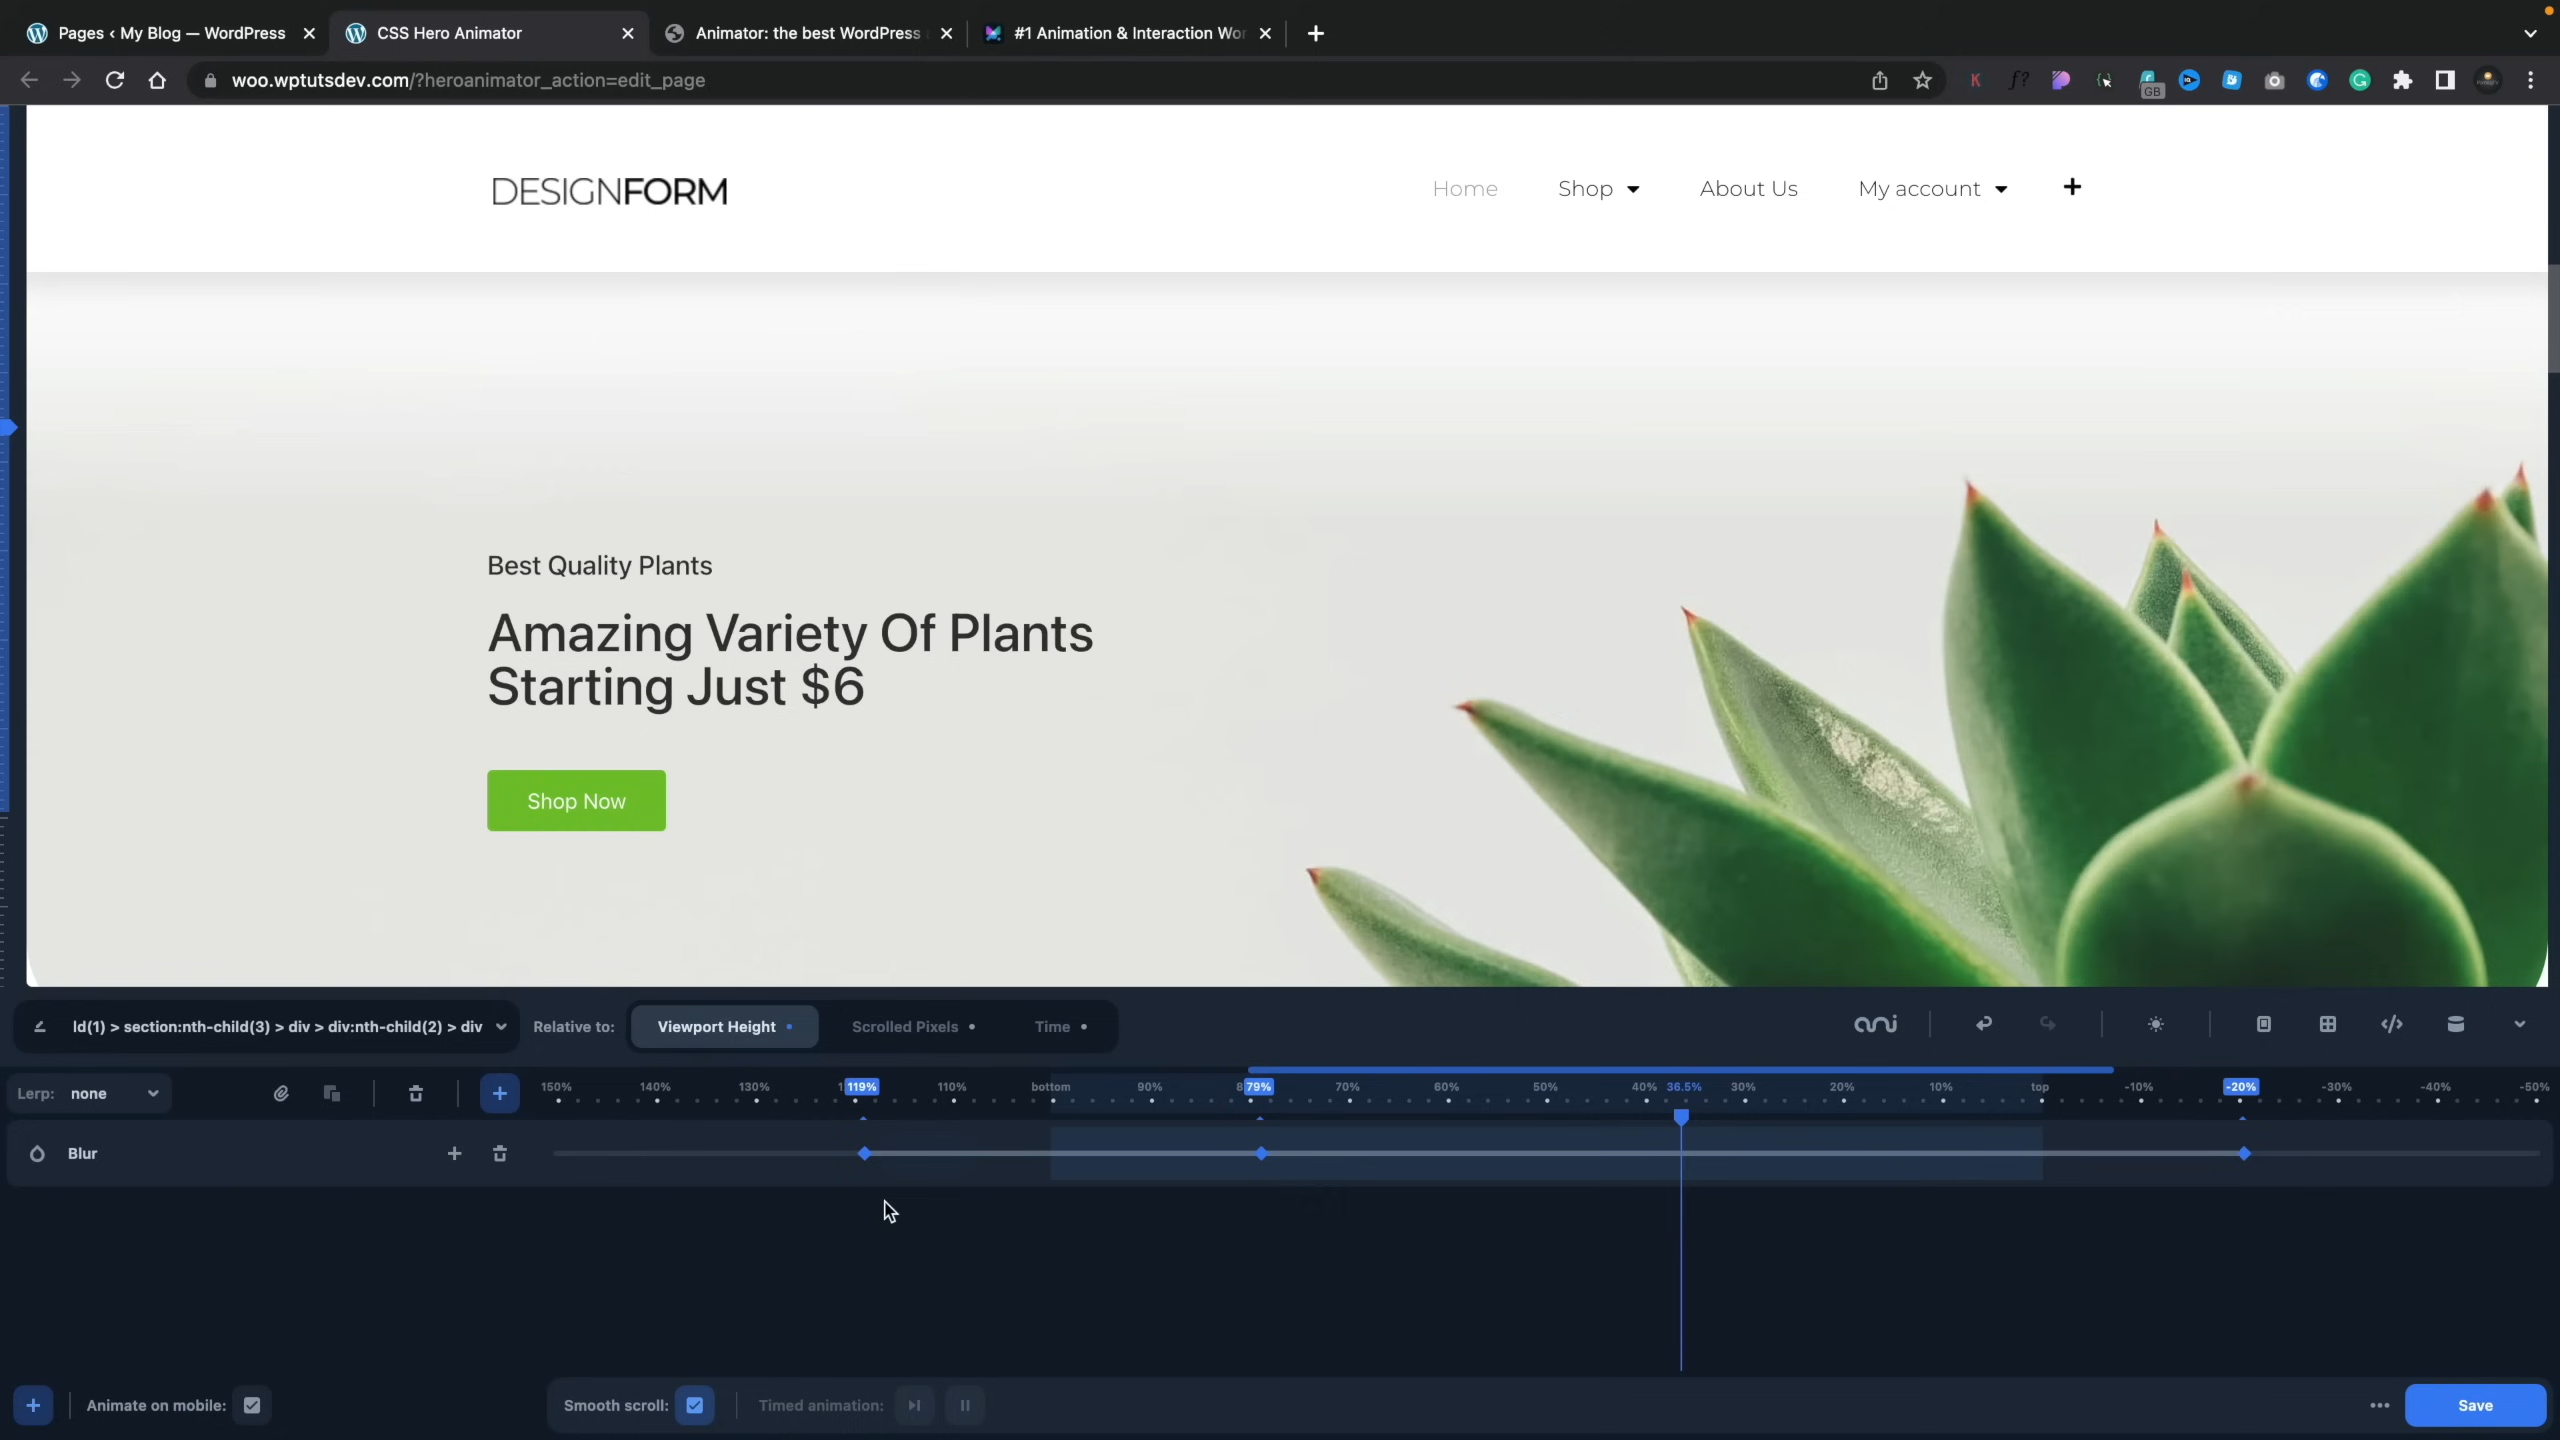 Pages ‹ My Blog — WordPress
CSS Hero Animator
Animator: the best WordPress
#1 Animation & Interaction Wor
woo.wptutsdev.com/?heroanimator_action=edit_page
GB
DESIGNFORM
Home
Shop
About Us
My account
Best Quality Plants
Amazing Variety Of Plants
Starting Just $6
Shop Now
ld(1) > section:nth-child(3) > div > div:nth-child(2) > div
Relative to:
Viewport Height
Scrolled Pixels
Time
ani
Lerp: none
150%
140%
130%
119%
110%
bottom
90%
79%
70%
60%
50%
40%
36.5%
30%
20%
10%
top
-10%
-20%
-30%
-40%
-50%
Blur
Animate on mobile:
Smooth scroll:
Timed animation:
Save